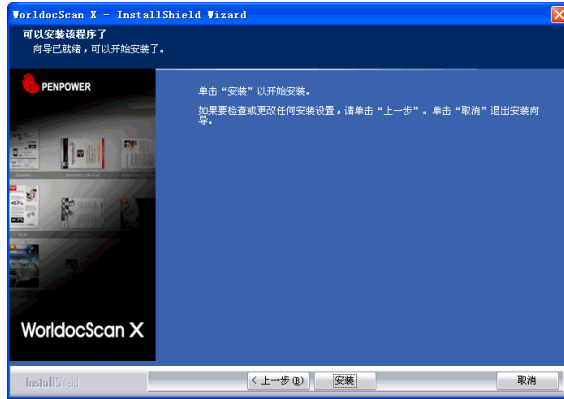 WorldocScan X - InstallShield Wizard
可以安装该程序了
向导已就绪，可以开始安装了。
PENPOWER
单击“安装”以开始安装。
如果要检查或更改任何安装设置，请单击“上一步”。单击“取消”退出安装向
导。
WorldocScan X
InstallShield
< 上一步(B)
安装
取消